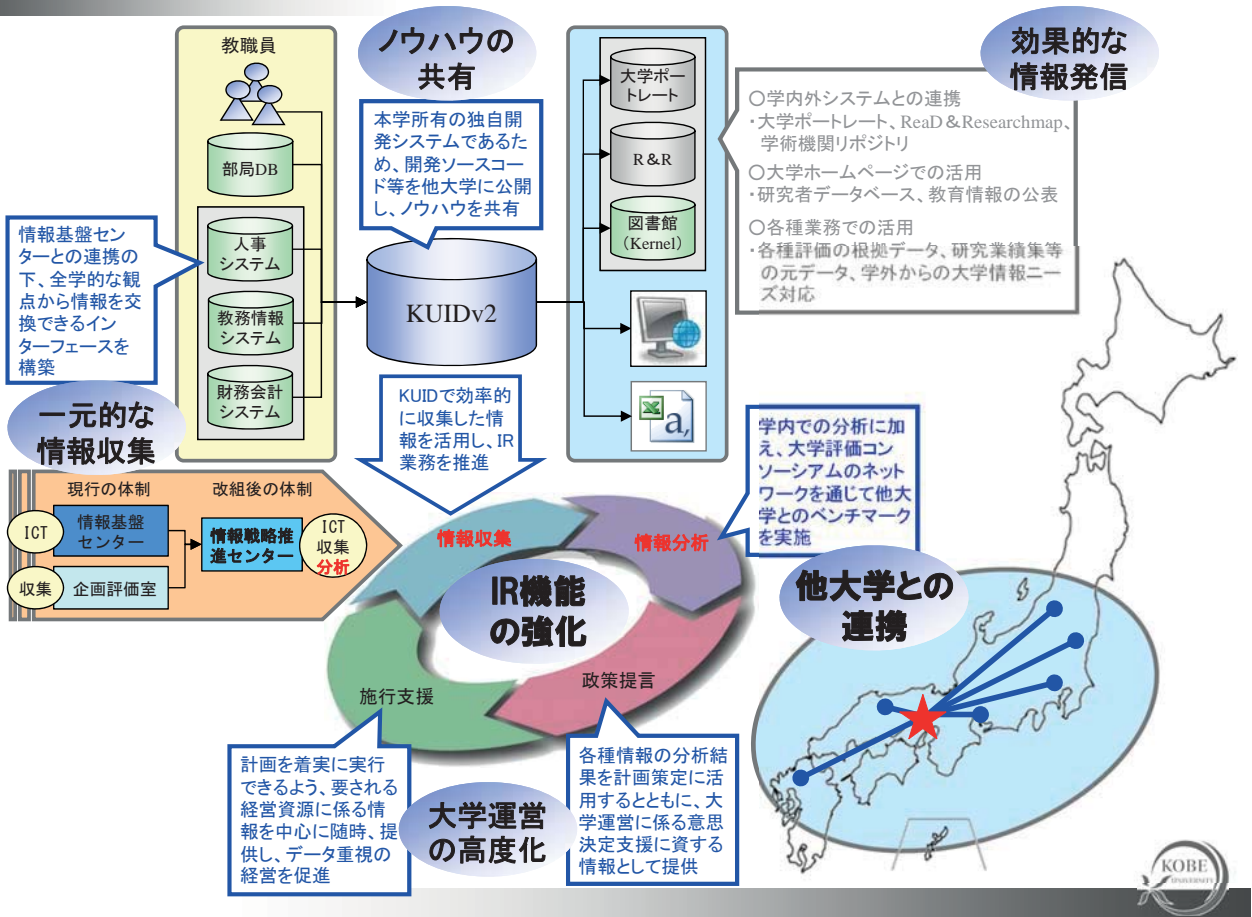 教職員
部局DB
人事
システム
教務情報
システム
財務会計
システム
ノウハウの
共有
本学所有の独自開
発システムであるた
め、開発ソースコー
ド等を他大学に公開
し、ノウハウを共有
KUIDv2
大学ポー
トレート
R&R
図書館
(Kernel)
a,
効果的な
情報発信
○学内外システムとの連携
・大学ポートレート、ReaD&Researchmap、
学術機関リポジトリ
○大学ホームページでの活用
・研究者データベース、教育情報の公表
○各種業務での活用
・各種評価の根拠データ、研究業績集等
の元データ、学外からの大学情報ニー
ズ対応
情報基盤セン
ターとの連携の
下、全学的な観
点から情報を交
換できるイン
ターフェースを
構築
一元的な
情報収集
現行の体制
改組後の体制
ICT
情報基盤
センター
収集
企画評価室
情報戦略推
進センター
ICT
収集
分析
KUIDで効率的
に収集した情
報を活用し、IR
業務を推進
情報収集
情報分析
政策提言
施行支援
IR機能
の強化
学内での分析に加
え、大学評価コン
ソーシアムのネット
ワークを通じて他大
学とのベンチマーク
を実施
他大学との
連携
計画を着実に実行
できるよう、要される
経営資源に係る情
報を中心に随時、提
供し、データ重視の
経営を促進
大学運営
の高度化
各種情報の分析結
果を計画策定に活
用するとともに、大
学運営に係る意思
決定支援に資する
情報として提供
KOBE
UNIVERSITY